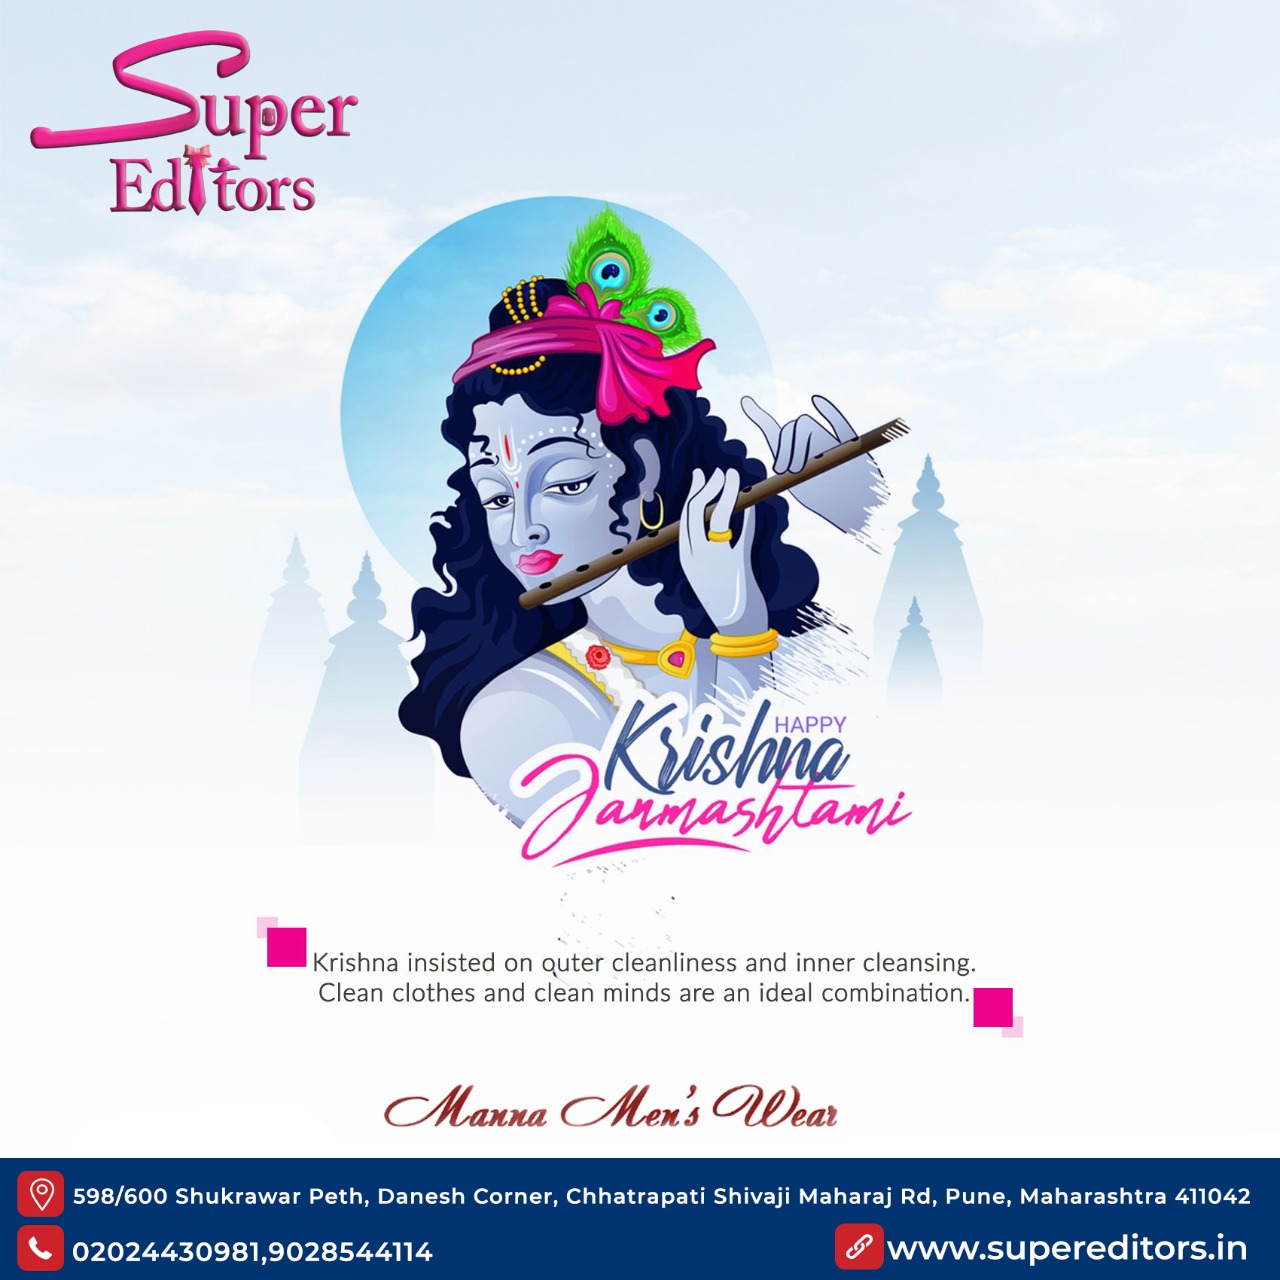 Super
Editors
HAPPY
Krishna
Janmashtami
Krishna insisted on outer cleanliness and inner cleansing.
Clean clothes and clean minds are an ideal combination.
Manna Men's Wear
598/600 Shukrawar Peth, Danesh Corner, Chhatrapati Shivaji Maharaj Rd, Pune, Maharashtra 411042
02024430981,9028544114
www.supereditors.in